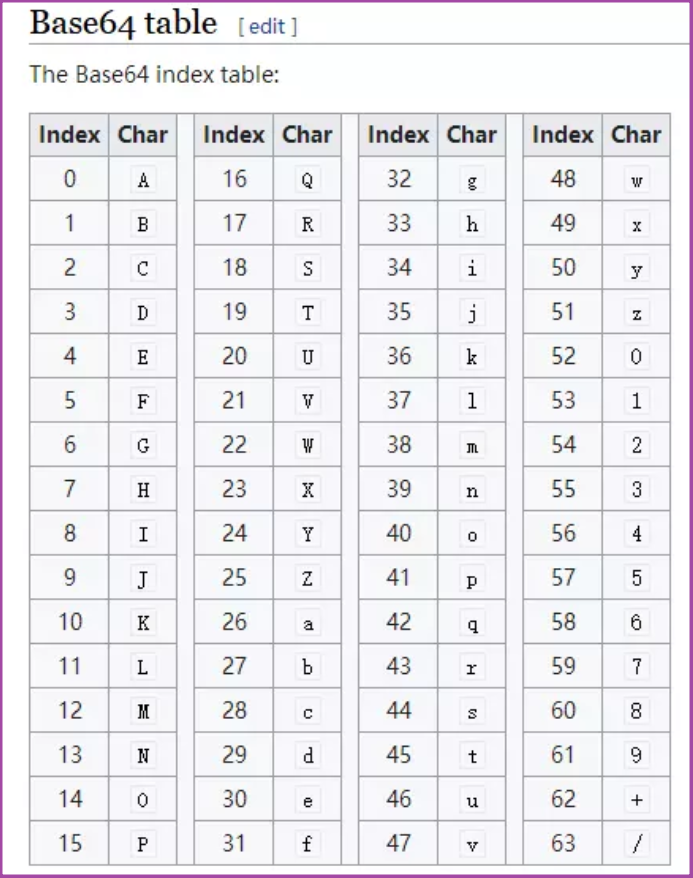 Base64 table [ edit ]
The Base64 index table:
Index Char Index Char Index Char Index Char
0 A 16 Q 32 g 48 w
1 B 17 R 33 h 49 x
2 C 18 S 34 i 50 y
3 D 19 T 35 j 51 z
4 E 20 U 36 k 52 0
5 F 21 V 37 l 53 1
6 G 22 W 38 m 54 2
7 H 23 X 39 n 55 3
8 I 24 Y 40 o 56 4
9 J 25 Z 41 p 57 5
10 K 26 a 42 q 58 6
11 L 27 b 43 r 59 7
12 M 28 c 44 s 60 8
13 N 29 d 45 t 61 9
14 O 30 e 46 u 62 +
15 P 31 f 47 v 63 /